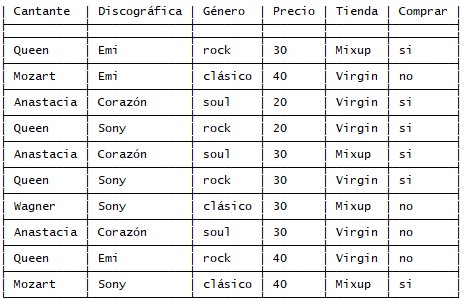 | Cantante | Discográfica | Género | Precio | Tienda | Comprar |
| Queen | Emi | rock | 30 | Mixup | si |
| Mozart | Emi | clásico | 40 | Virgin | no |
| Anastacia | Corazón | soul | 20 | Virgin | si |
| Queen | Sony | rock | 20 | Virgin | si |
| Anastacia | Corazón | soul | 30 | Mixup | si |
| Queen | Sony | rock | 30 | Virgin | si |
| Wagner | Sony | clásico | 30 | Mixup | no |
| Anastacia | Corazón | soul | 30 | Virgin | no |
| Queen | Emi | rock | 40 | Virgin | no |
| Mozart | Sony | clásico | 40 | Mixup | si |